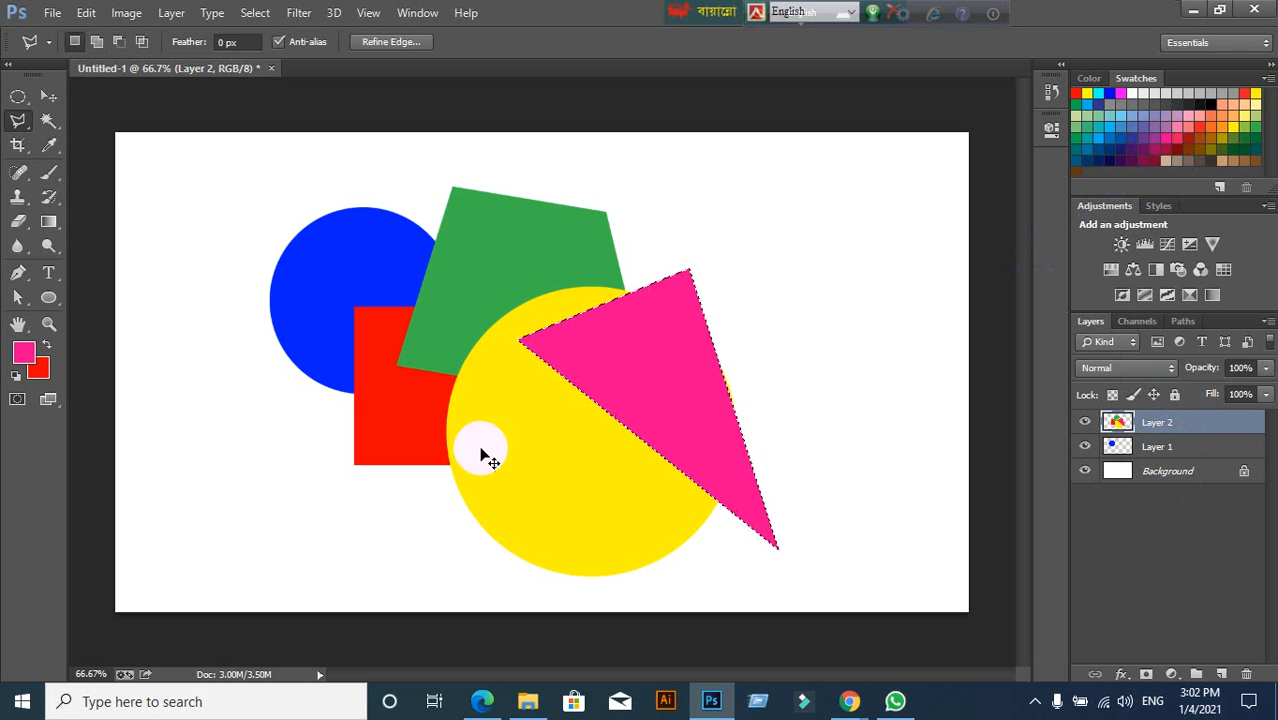 Ps File Edit Image Layer Type Select Filter 3D View Window Help
বায়ান্নো English
Feather: 0 px Anti-alias Refine Edge... Essentials
Untitled-1 @ 66.7% (Layer 2, RGB/8) * ×
Color Swatches
Adjustments Styles
Add an adjustment
Layers Channels Paths
Kind
Normal Opacity: 100%
Lock: Fill: 100%
Layer 2
Layer 1
Background
66.67% Doc: 3.00M/3.50M
Type here to search
Ai Ps ENG 3:02 PM
1/4/2021